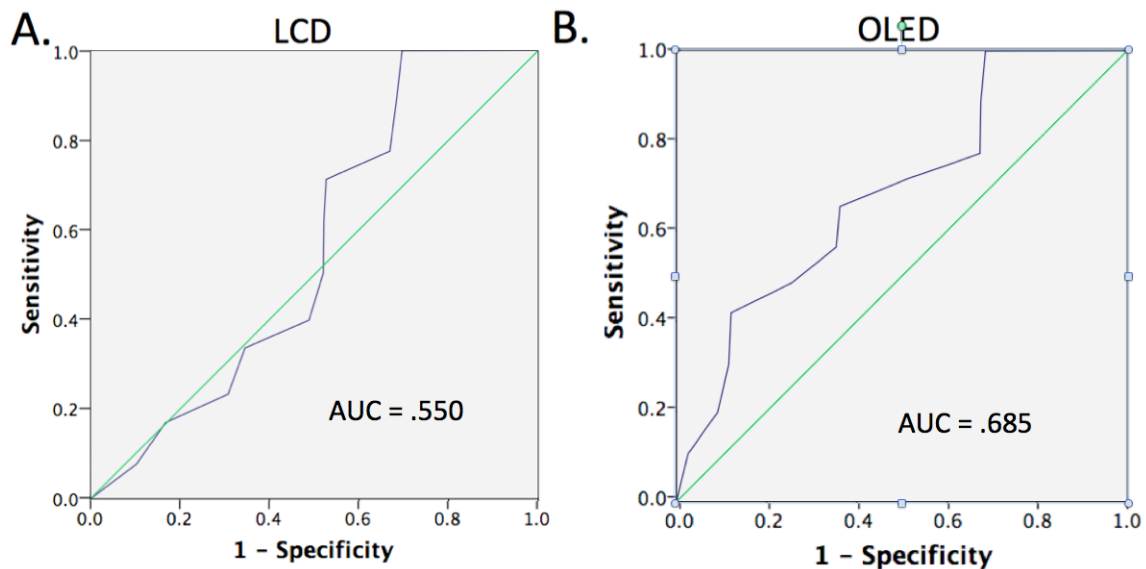 A.
LCD
1.0
0.8
0.6
0.4
0.2
0.0
Sensitivity
AUC = .550
0.0 0.2 0.4 0.6 0.8 1.0
1 - Specificity
B.
OLED
1.0
0.8
0.6
0.4
0.2
0.0
Sensitivity
AUC = .685
0.0 0.2 0.4 0.6 0.8 1.0
1 - Specificity